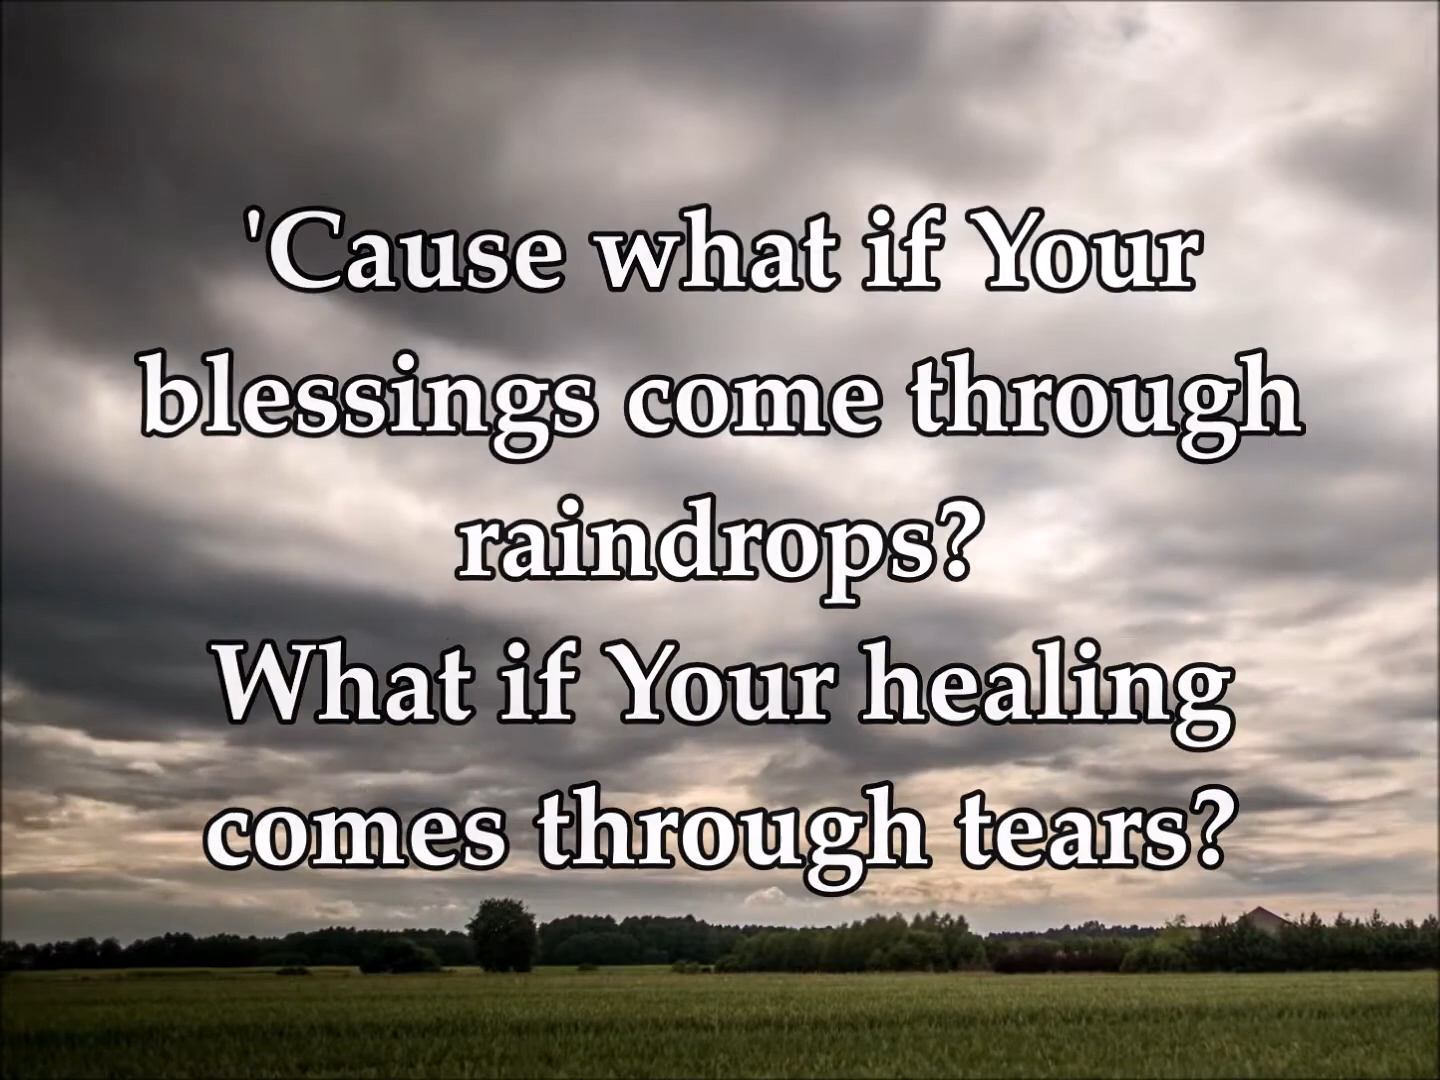 'Cause what if Your
blessings come through
raindrops?
What if Your healing
comes through tears?